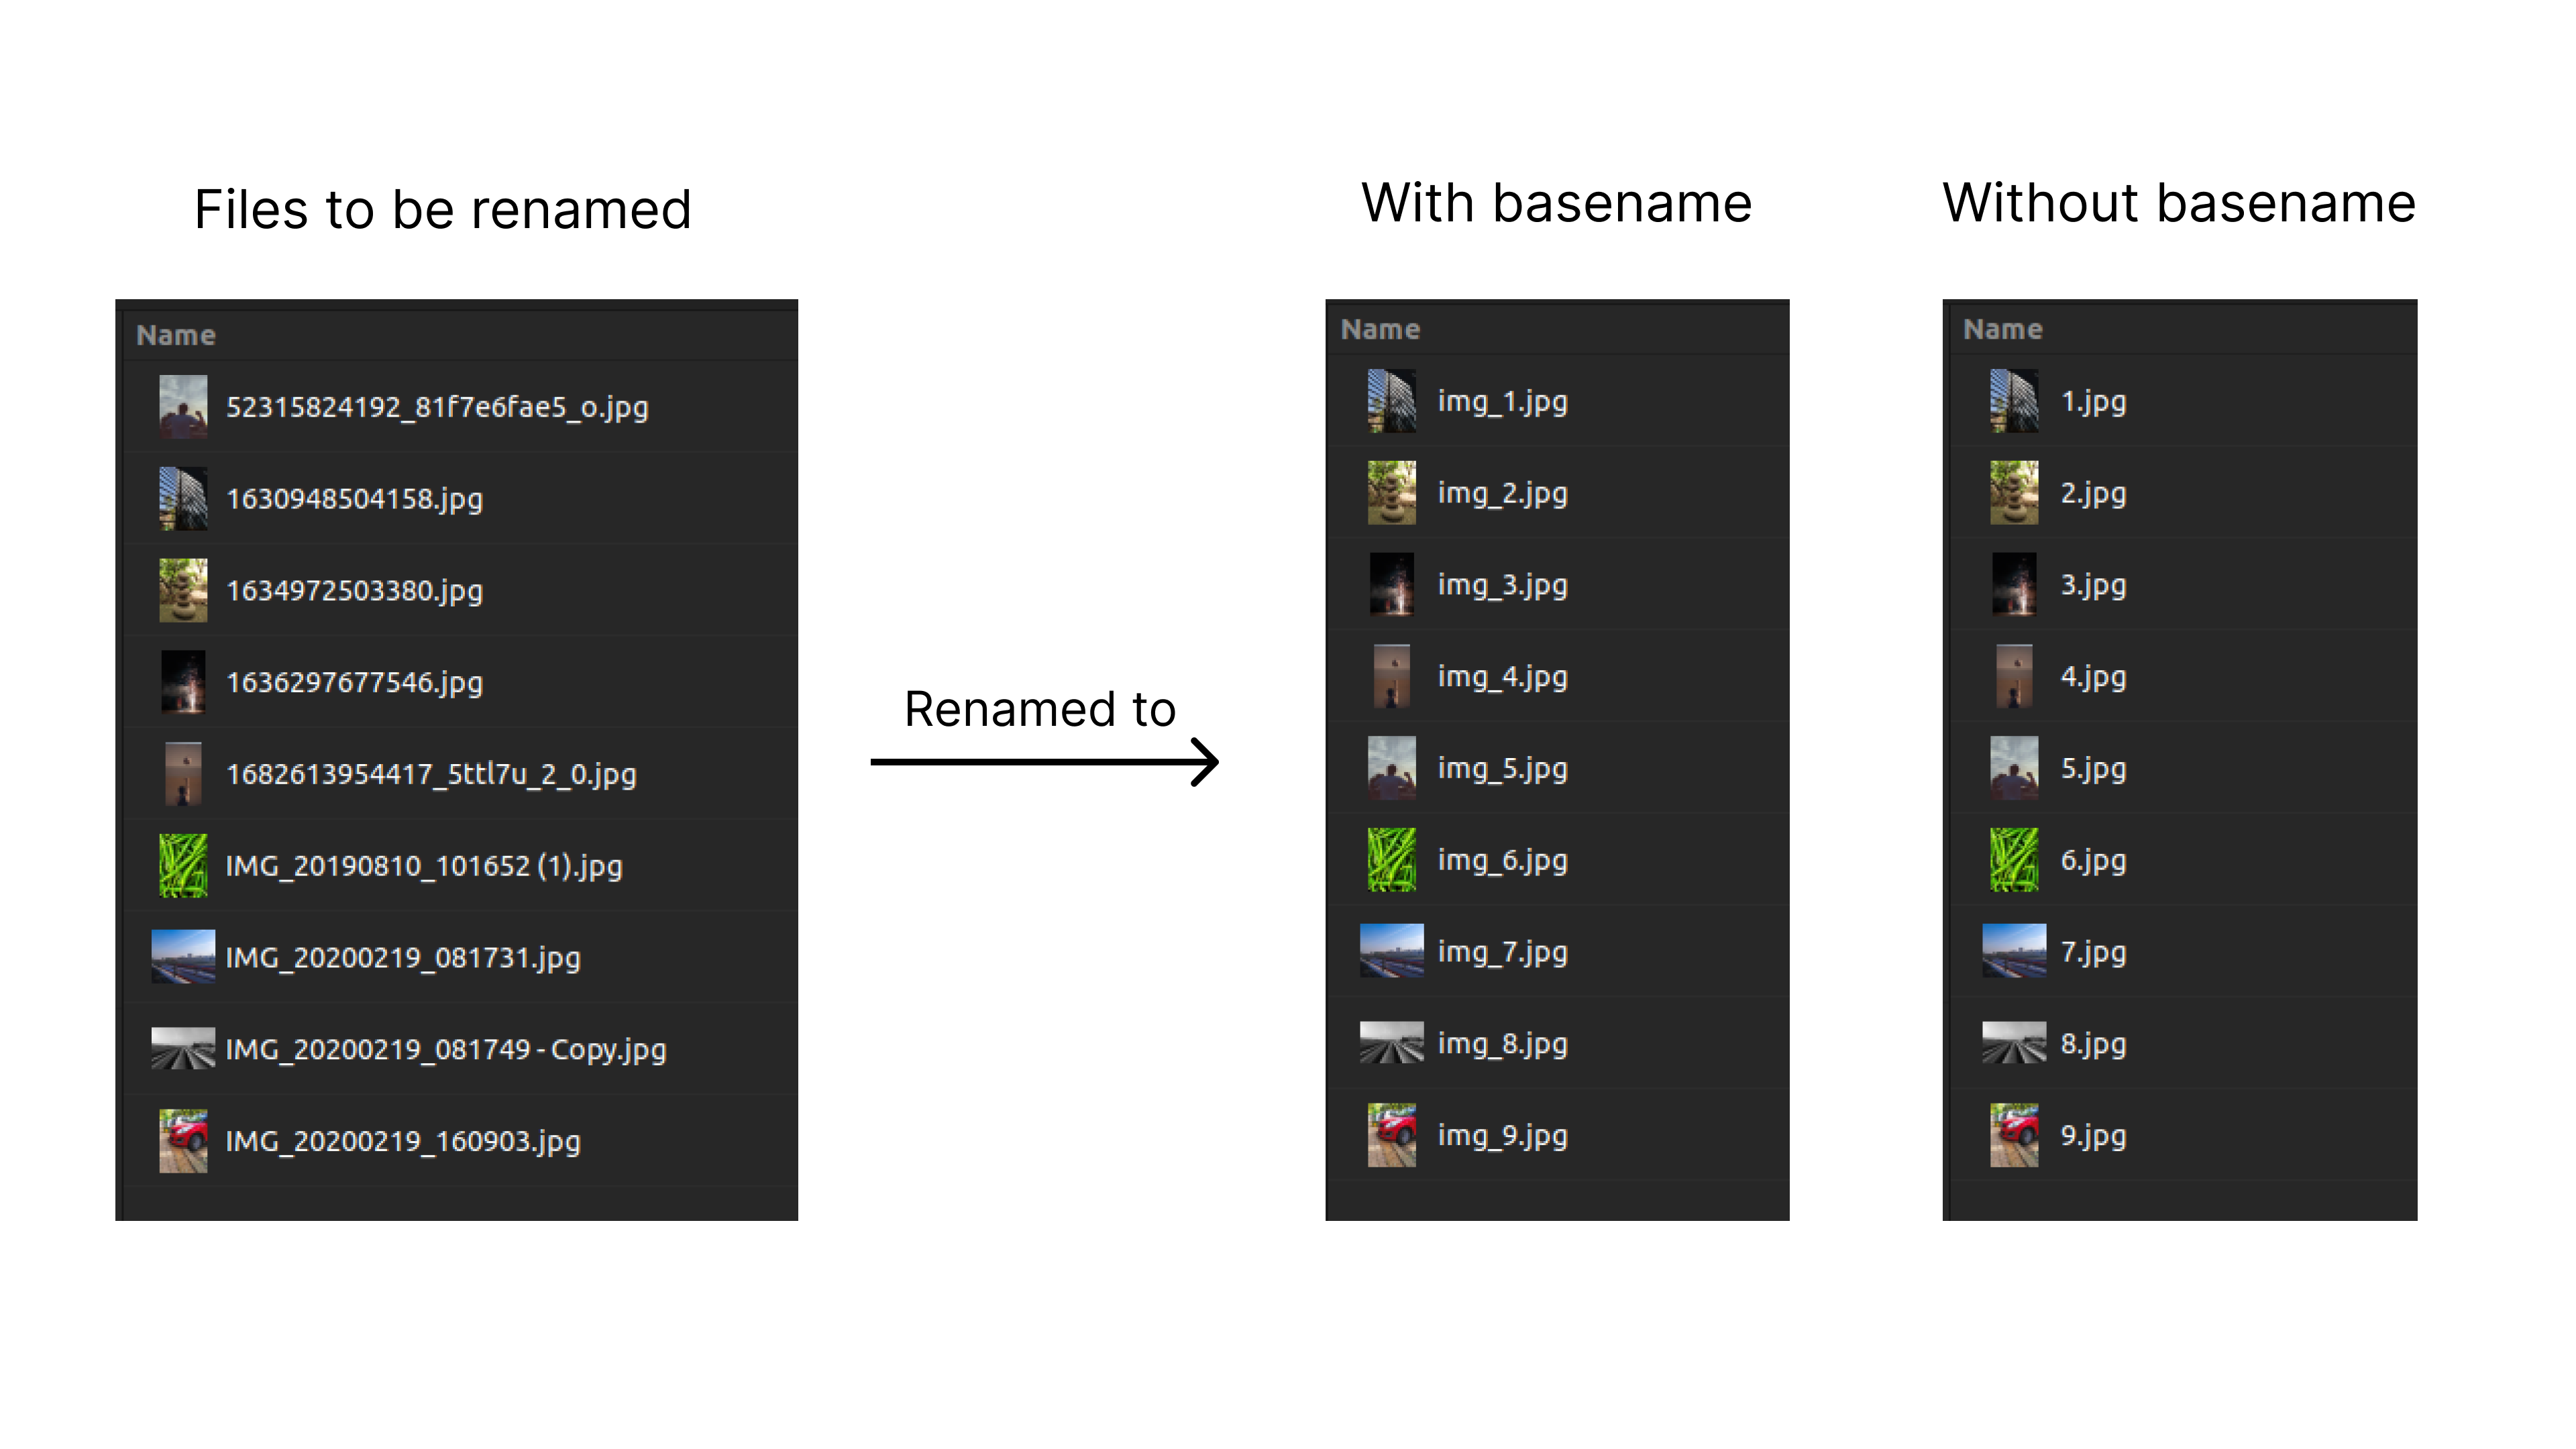 Files to be renamed
Name
52315824192_81f7e6fae5_o.jpg
1630948504158.jpg
1634972503380.jpg
1636297677546.jpg
1682613954417_5ttl7u_2_0.jpg
IMG_20190810_101652 (1).jpg
IMG_20200219_081731.jpg
IMG_20200219_081749 - Copy.jpg
IMG_20200219_160903.jpg
Renamed to
With basename
Name
img_1.jpg
img_2.jpg
img_3.jpg
img_4.jpg
img_5.jpg
img_6.jpg
img_7.jpg
img_8.jpg
img_9.jpg
Without basename
Name
1.jpg
2.jpg
3.jpg
4.jpg
5.jpg
6.jpg
7.jpg
8.jpg
9.jpg